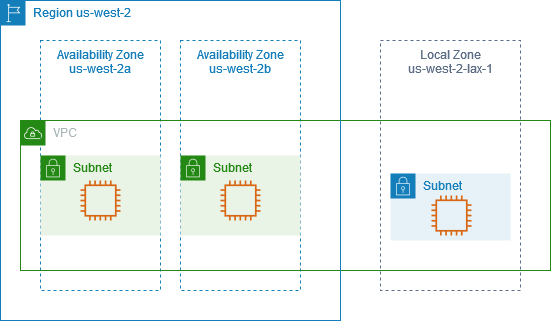 Region us-west-2
Availability Zone
us-west-2a
Availability Zone
us-west-2b
Local Zone
us-west-2-lax-1
VPC
Subnet
Subnet
Subnet